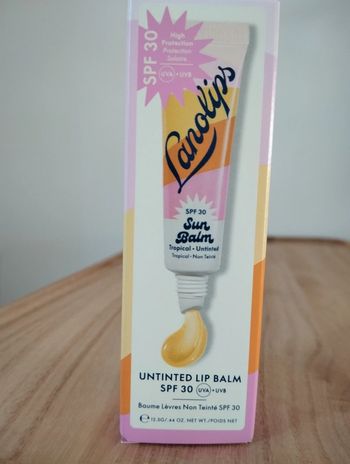 SPF 30
High
Protection
Protection
Solaire
UVA • UVB
Lanolips
SPF 30
Sun
Balm
Tropical • Untinted
Tropical • Non Teinté
UNTINTED LIP BALM
SPF 30 UVA • UVB
Baume Lèvres Non Teinté SPF 30
℮ 12.5G/.44 OZ. NET WT./POIDS NET